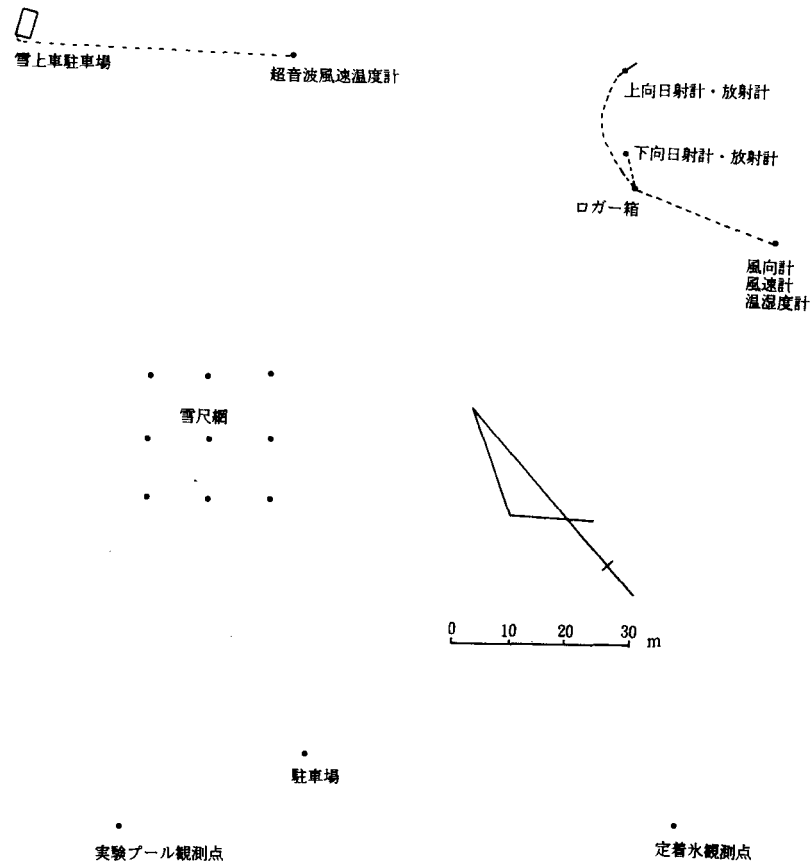 雪上車駐車場
超音波風速温度計
上向日射計・放射計
下向日射計・放射計
ロガー箱
風向計
風速計
温湿度計
雪尺網
0 10 20 30 m
駐車場
実験プール観測点
定着氷観測点